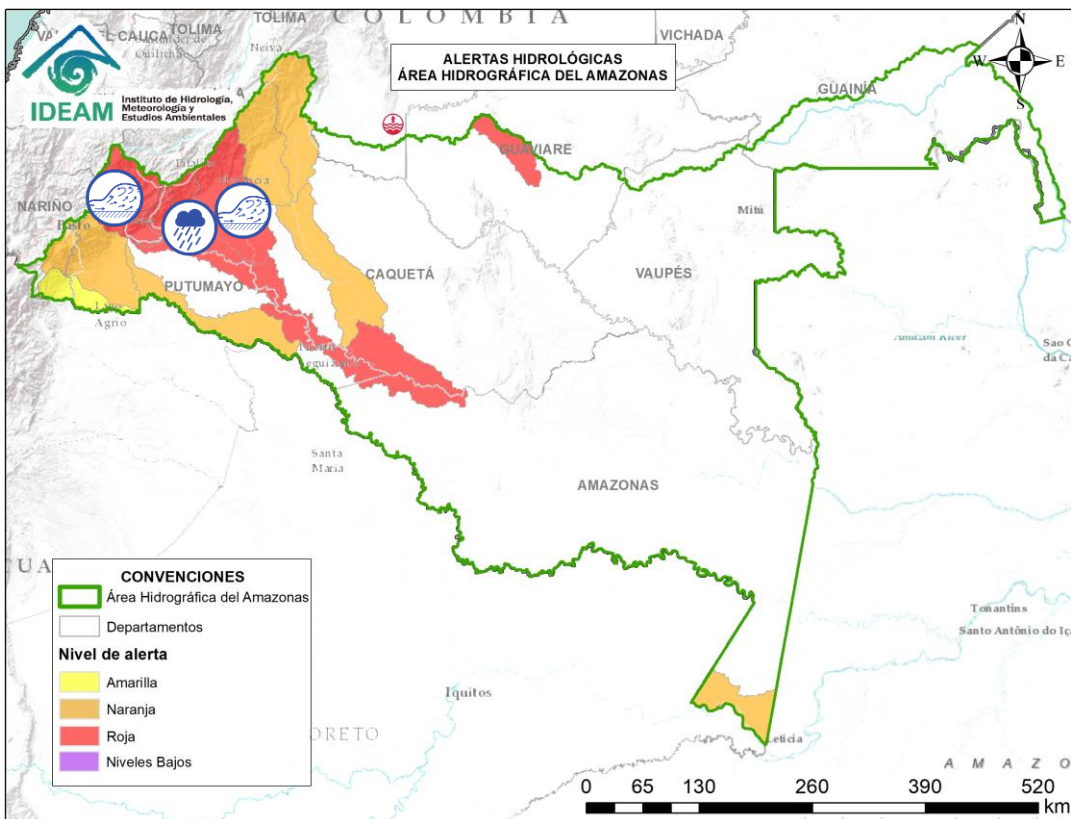 COLOMBIA
TOLIMA
TOLIMA
Neiva
VICHADA
ALERTAS HIDROLÓGICAS
ÁREA HIDROGRÁFICA DEL AMAZONAS
N
W
E
S
IDEAM
Instituto de Hidrología,
Meteorología y
Estudios Ambientales
GUAINÍA
GUAVIARE
NARIÑO
Mitú
CAQUETÁ
VAUPÉS
PUTUMAYO
Lago
Agrio
Amazon River
Santa
Maria
AMAZONAS
CONVENCIONES
Área Hidrográfica del Amazonas
Departamentos
Nivel de alerta
Amarilla
Naranja
Roja
Niveles Bajos
Tonantins
Santo Antônio do Iça
Iquitos
ORETO
Leticia
AMAZO
0 65 130 260 390 520
km